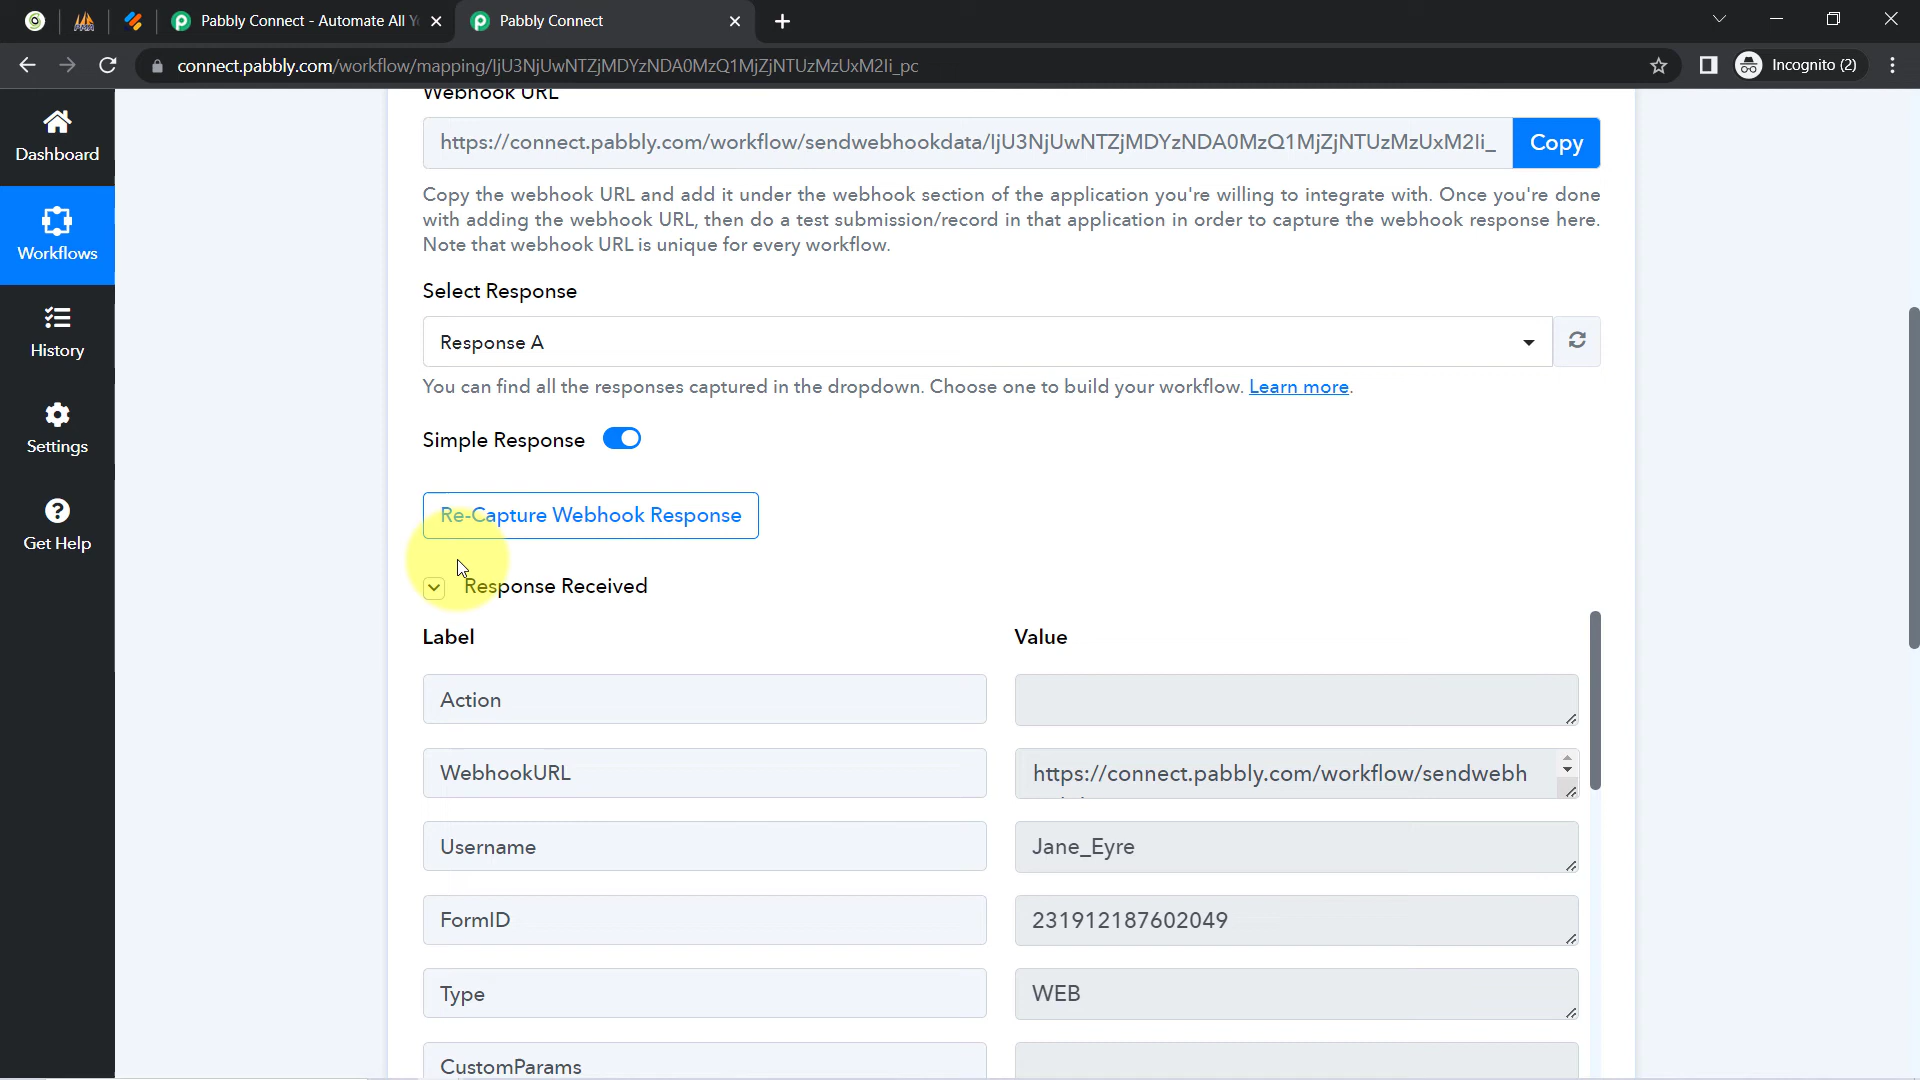 Pabbly Connect - Automate All Y
Pabbly Connect
connect.pabbly.com/workflow/mapping/IjU3NjUwNTZjMDYzNDA0MzQ1MjZjNTUzMzUxM2Ii_pc
Incognito (2)
Dashboard
Workflows
History
Settings
Get Help
Webhook URL
https://connect.pabbly.com/workflow/sendwebhookdata/IjU3NjUwNTZjMDYzNDA0MzQ1MjZjNTUzMzUxM2Ii_
Copy
Copy the webhook URL and add it under the webhook section of the application you're willing to integrate with. Once you're done
with adding the webhook URL, then do a test submission/record in that application in order to capture the webhook response here.
Note that webhook URL is unique for every workflow.
Select Response
Response A
You can find all the responses captured in the dropdown. Choose one to build your workflow. Learn more.
Simple Response
Re-Capture Webhook Response
Response Received
Label Value
Action
WebhookURL https://connect.pabbly.com/workflow/sendwebh
Username Jane_Eyre
FormID 231912187602049
Type WEB
CustomParams